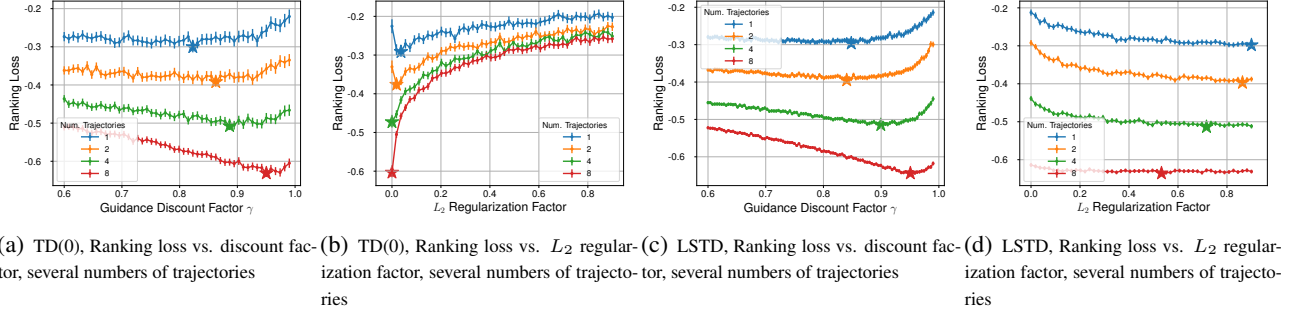 -0.2
-0.3
-0.4
-0.5
-0.6
Ranking Loss
Num. Trajectories
1
2
4
8
0.6 0.7 0.8 0.9 1.0
Guidance Discount Factor γ
-0.2
-0.3
-0.4
-0.5
-0.6
Ranking Loss
Num. Trajectories
1
2
4
8
0.0 0.2 0.4 0.6 0.8
L₂ Regularization Factor
-0.2
-0.3
-0.4
-0.5
-0.6
Ranking Loss
Num. Trajectories
1
2
4
8
0.6 0.7 0.8 0.9 1.0
Guidance Discount Factor γ
-0.2
-0.3
-0.4
-0.5
-0.6
Ranking Loss
Num. Trajectories
1
2
4
8
0.0 0.2 0.4 0.6 0.8
L₂ Regularization Factor
(a) TD(0), Ranking loss vs. discount fac-
tor, several numbers of trajectories
(b) TD(0), Ranking loss vs. L₂ regular-
ization factor, several numbers of trajecto-
ries
(c) LSTD, Ranking loss vs. discount fac-
tor, several numbers of trajectories
(d) LSTD, Ranking loss vs. L₂ regular-
ization factor, several numbers of trajecto-
ries